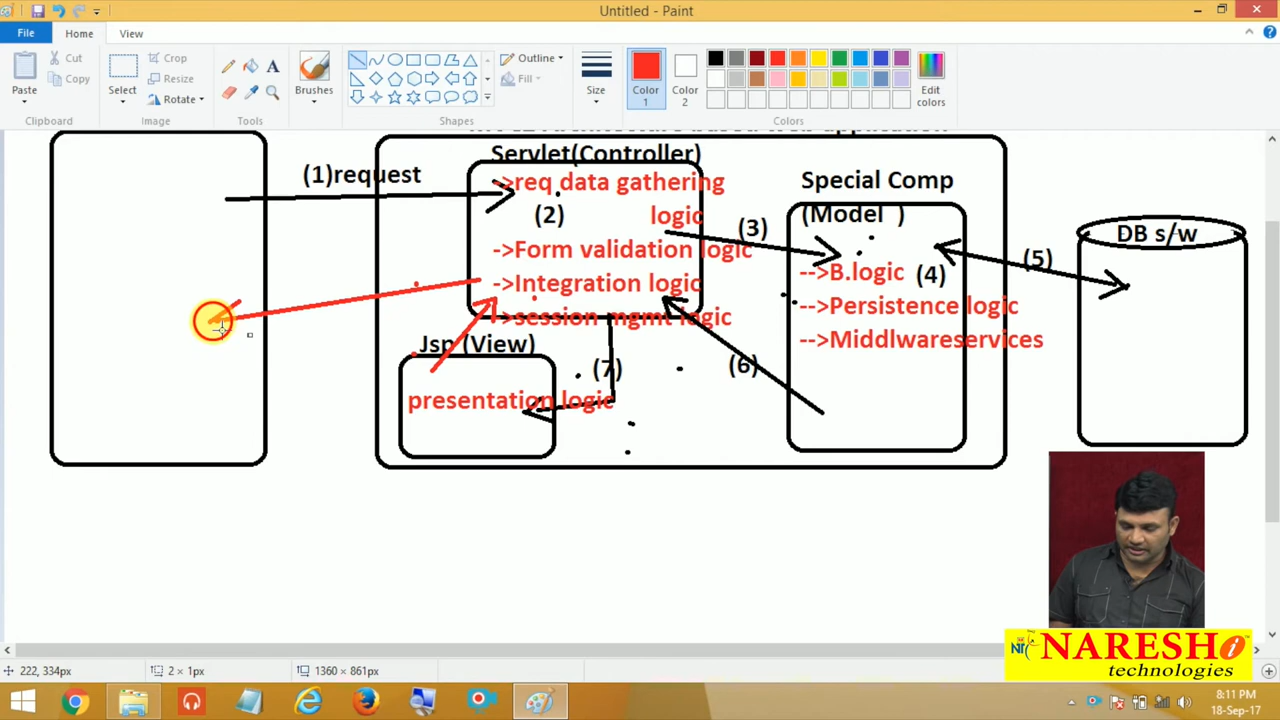 Untitled - Paint
File
Home
View
Paste
Cut
Copy
Clipboard
Select
Crop
Resize
Rotate
Image
A
Tools
Brushes
Outline
Fill
Shapes
Size
Color
1
Color
2
Edit
colors
Colors
Servlet(Controller)
(1)request
->req data gathering
logic
(2)
->Form validation logic
->Integration logic
->session mgmt logic
(3)
Special Comp
(Model )
-->B.logic
(4)
-->Persistence logic
-->Middlwareservices
(5)
DB s/w
(6)
(7)
Jsp (View)
presentation logic
NARESH i
technologies
222, 334px
2 × 1px
1360 × 861px
8:11 PM
18-Sep-17